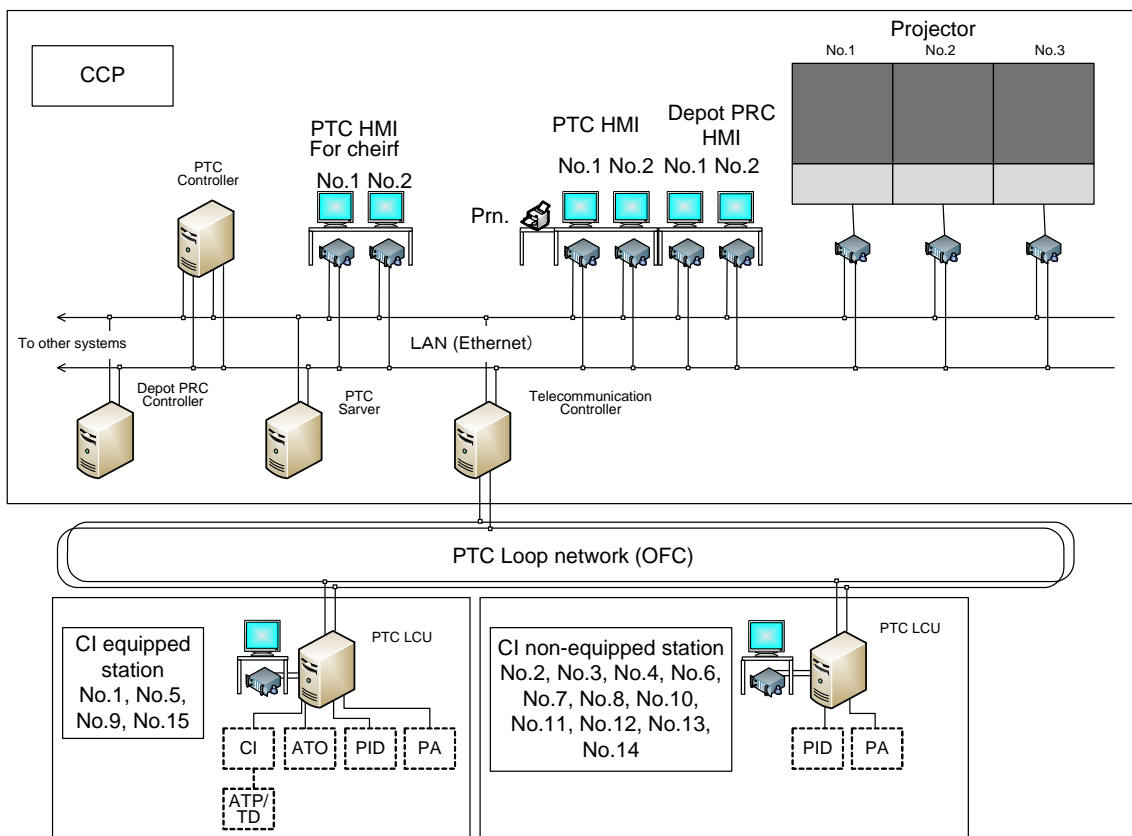 CCP
Projector
No.1
No.2
No.3
PTC HMI
For cheirf
No.1 No.2
PTC HMI
No.1 No.2
Depot PRC
HMI
No.1 No.2
PTC
Controller
Prn.
To other systems
LAN (Ethernet)
Depot PRC
Controller
PTC
Sarver
Telecommunication
Controller
PTC Loop network (OFC)
CI equipped
station
No.1, No.5,
No.9, No.15
PTC LCU
CI
ATO
PID
PA
ATP/
TD
CI non-equipped station
No.2, No.3, No.4, No.6,
No.7, No.8, No.10,
No.11, No.12, No.13,
No.14
PTC LCU
PID
PA